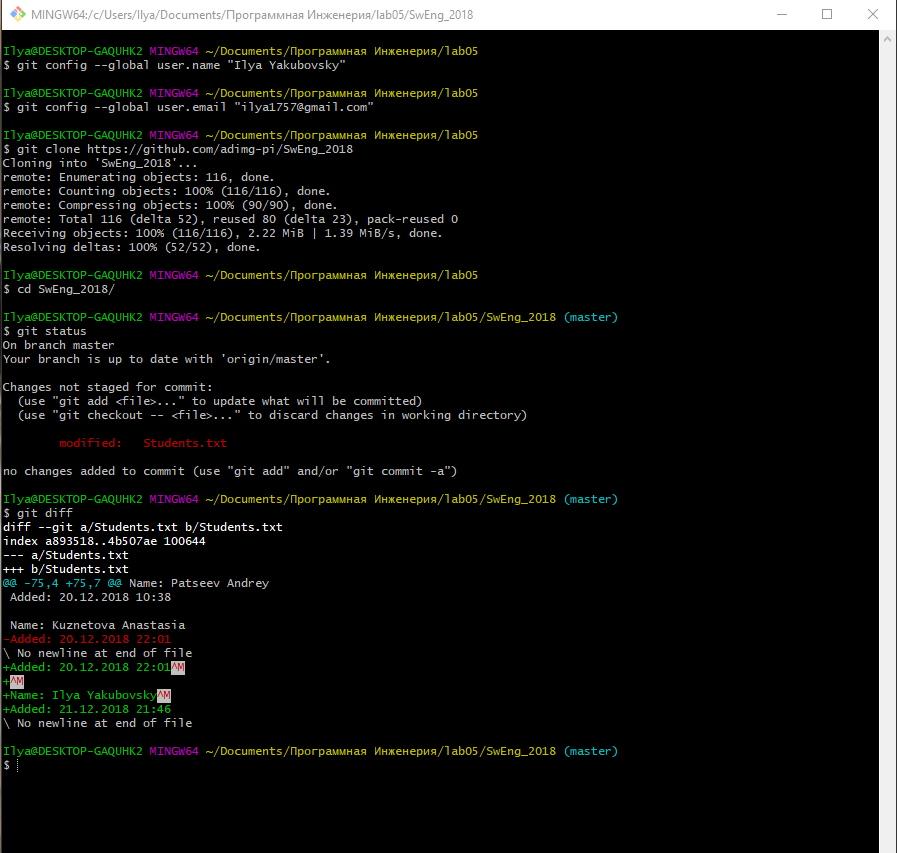 MINGW64:/c/Users/Ilya/Documents/Программная Инженерия/lab05/SwEng_2018
Ilya@DESKTOP-GAQUHK2 MINGW64 ~/Documents/Программная Инженерия/lab05
$ git config --global user.name "Ilya Yakubovsky"
Ilya@DESKTOP-GAQUHK2 MINGW64 ~/Documents/Программная Инженерия/lab05
$ git config --global user.email "ilya1757@gmail.com"
Ilya@DESKTOP-GAQUHK2 MINGW64 ~/Documents/Программная Инженерия/lab05
$ git clone https://github.com/adimg-pi/SwEng_2018
Cloning into 'SwEng_2018'...
remote: Enumerating objects: 116, done.
remote: Counting objects: 100% (116/116), done.
remote: Compressing objects: 100% (90/90), done.
remote: Total 116 (delta 52), reused 80 (delta 23), pack-reused 0
Receiving objects: 100% (116/116), 2.22 MiB | 1.39 MiB/s, done.
Resolving deltas: 100% (52/52), done.
Ilya@DESKTOP-GAQUHK2 MINGW64 ~/Documents/Программная Инженерия/lab05
$ cd SwEng_2018/
Ilya@DESKTOP-GAQUHK2 MINGW64 ~/Documents/Программная Инженерия/lab05/SwEng_2018 (master)
$ git status
On branch master
Your branch is up to date with 'origin/master'.
Changes not staged for commit:
  (use "git add <file>..." to update what will be committed)
  (use "git checkout -- <file>..." to discard changes in working directory)
        modified:   Students.txt
no changes added to commit (use "git add" and/or "git commit -a")
Ilya@DESKTOP-GAQUHK2 MINGW64 ~/Documents/Программная Инженерия/lab05/SwEng_2018 (master)
$ git diff
diff --git a/Students.txt b/Students.txt
index a893518..4b507ae 100644
--- a/Students.txt
+++ b/Students.txt
@@ -75,4 +75,7 @@ Name: Patseev Andrey
 Added: 20.12.2018 10:38
 Name: Kuznetova Anastasia
-Added: 20.12.2018 22:01
\ No newline at end of file
+Added: 20.12.2018 22:01^M
+^M
+Name: Ilya Yakubovsky^M
+Added: 21.12.2018 21:46
\ No newline at end of file
Ilya@DESKTOP-GAQUHK2 MINGW64 ~/Documents/Программная Инженерия/lab05/SwEng_2018 (master)
$